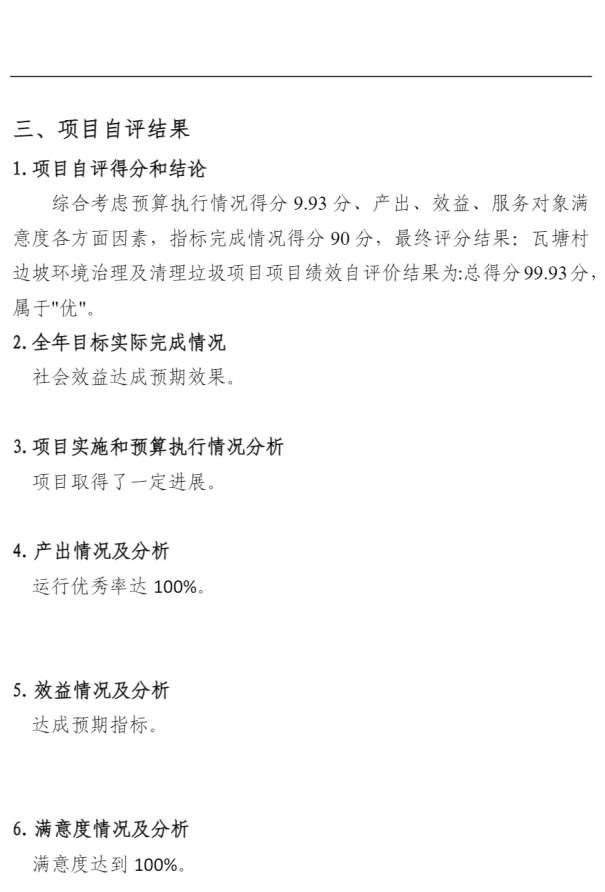 三、项目自评结果
1. 项目自评得分和结论
综合考虑预算执行情况得分 9.93 分、产出、效益、服务对象满
意度各方面因素，指标完成情况得分 90 分，最终评分结果：瓦塘村
边坡环境治理及清理垃圾项目项目绩效自评价结果为:总得分 99.93 分，
属于"优"。
2. 全年目标实际完成情况
社会效益达成预期效果。
3. 项目实施和预算执行情况分析
项目取得了一定进展。
4. 产出情况及分析
运行优秀率达 100%。
5. 效益情况及分析
达成预期指标。
6. 满意度情况及分析
满意度达到 100%。